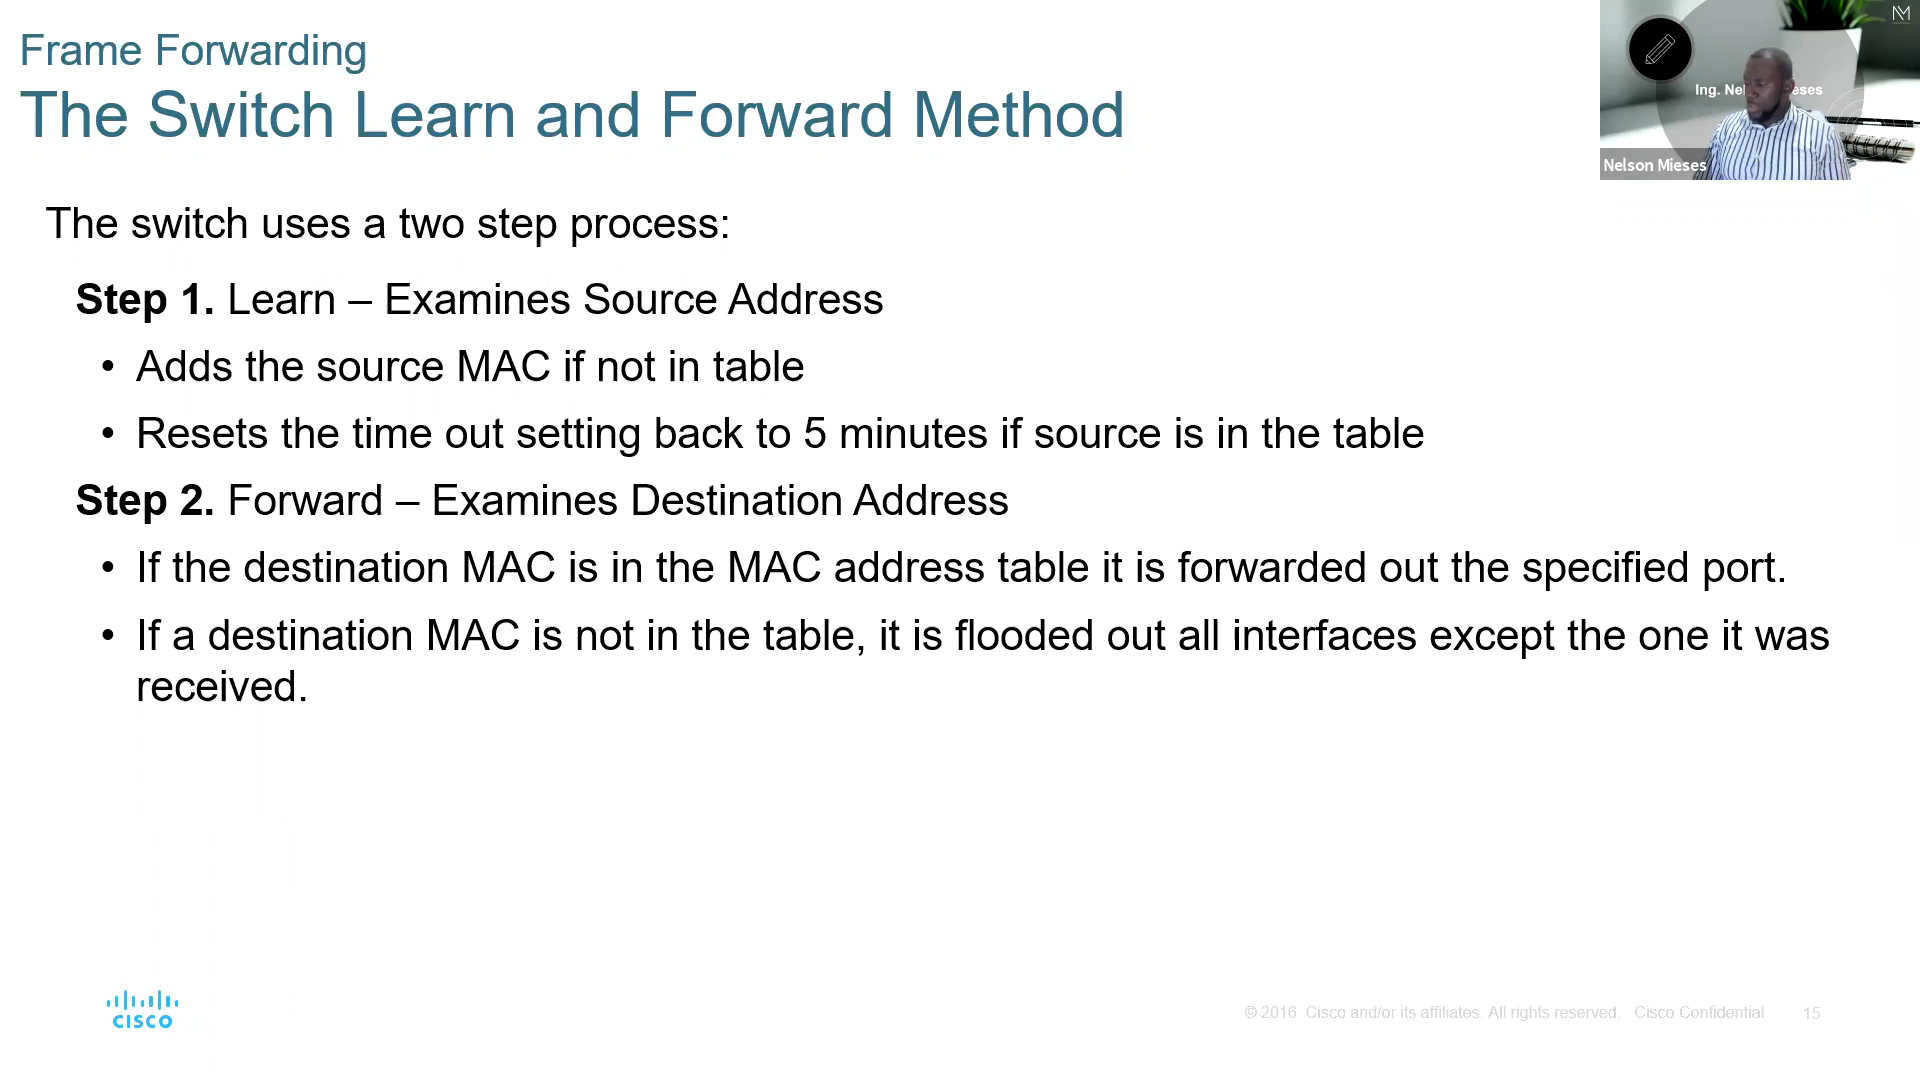 Frame Forwarding
The Switch Learn and Forward Method
Ing. Nel eses
Nelson Mieses
The switch uses a two step process:
Step 1. Learn – Examines Source Address
• Adds the source MAC if not in table
• Resets the time out setting back to 5 minutes if source is in the table
Step 2. Forward – Examines Destination Address
• If the destination MAC is in the MAC address table it is forwarded out the specified port.
• If a destination MAC is not in the table, it is flooded out all interfaces except the one it was
received.
CISCO
© 2016 Cisco and/or its affiliates. All rights reserved. Cisco Confidential 15